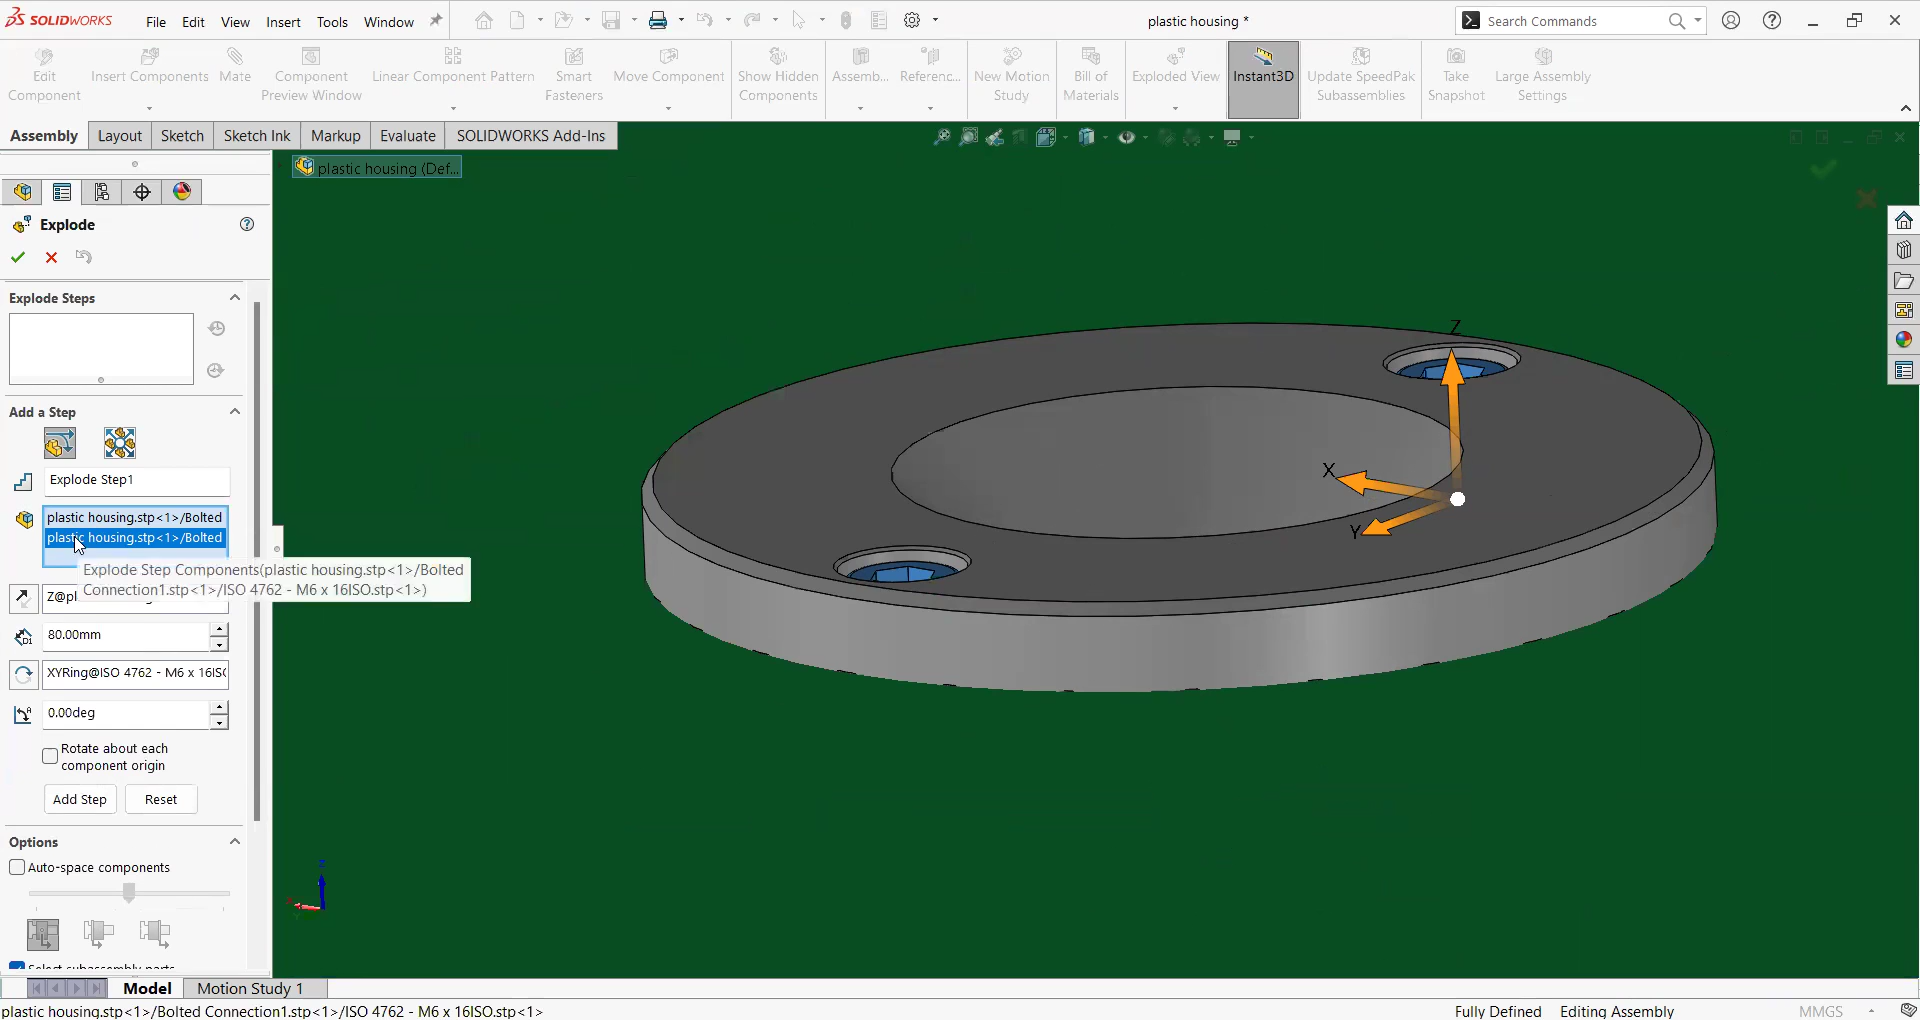 SOLIDWORKS File Edit View Insert Tools Window plastic housing * Search Commands
Edit Component
Insert Components
Mate
Component Preview Window
Linear Component Pattern
Smart Fasteners
Move Component
Show Hidden Components
Assemb...
Referenc...
New Motion Study
Bill of Materials
Exploded View
Instant3D
Update SpeedPak Subassemblies
Take Snapshot
Large Assembly Settings
Assembly Layout Sketch Sketch Ink Markup Evaluate SOLIDWORKS Add-Ins
plastic housing (Def...
Explode
Explode Steps
Add a Step
Explode Step1
plastic housing.stp<1>/Bolted
plastic housing.stp<1>/Bolted
Explode Step Components(plastic housing.stp<1>/Bolted
Connection1.stp<1>/ISO 4762 - M6 x 16ISO.stp<1>)
Z@pl
80.00mm
XYRing@ISO 4762 - M6 x 16ISO
0.00deg
Rotate about each
component origin
Add Step Reset
Options
Auto-space components
Select subassembly parts
Z
X
Y
Model Motion Study 1
plastic housing.stp<1>/Bolted Connection1.stp<1>/ISO 4762 - M6 x 16ISO.stp<1> Fully Defined Editing Assembly MMGS